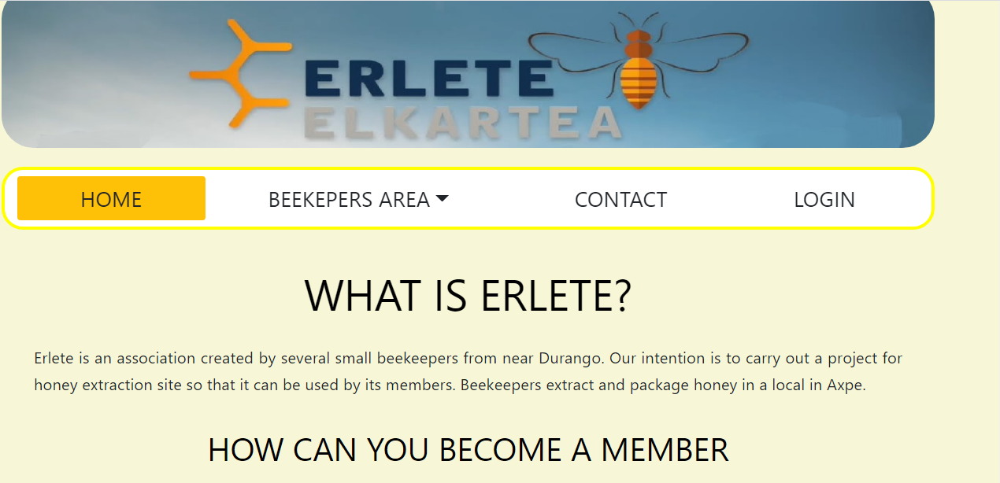 ERLETE
ELKARTEA
HOME BEEKEPERS AREA CONTACT LOGIN
WHAT IS ERLETE?
Erlete is an association created by several small beekeepers from near Durango. Our intention is to carry out a project for
honey extraction site so that it can be used by its members. Beekeepers extract and package honey in a local in Axpe.
HOW CAN YOU BECOME A MEMBER